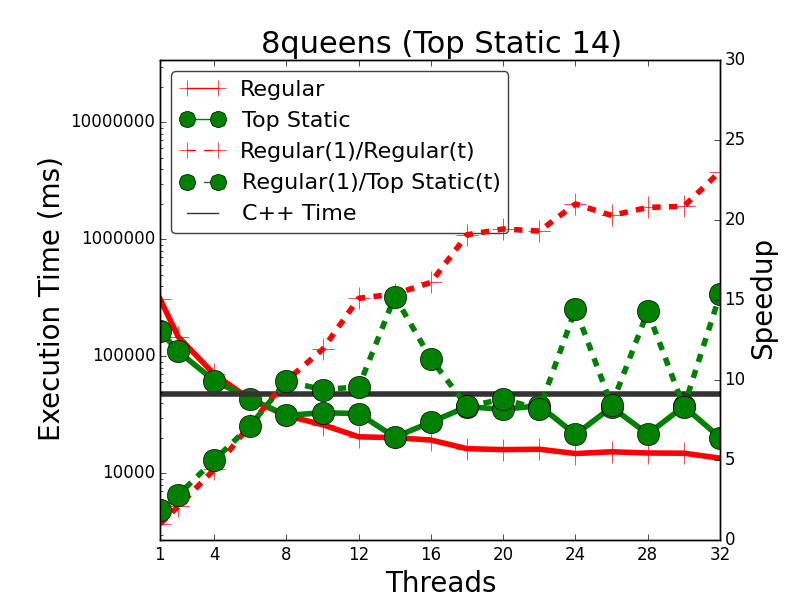 8queens (Top Static 14)
Regular
Top Static
Regular(1)/Regular(t)
Regular(1)/Top Static(t)
C++ Time
Execution Time (ms)
10000000
1000000
100000
10000
30
25
20
15
10
5
0
Speedup
1 4 8 12 16 20 24 28 32
Threads